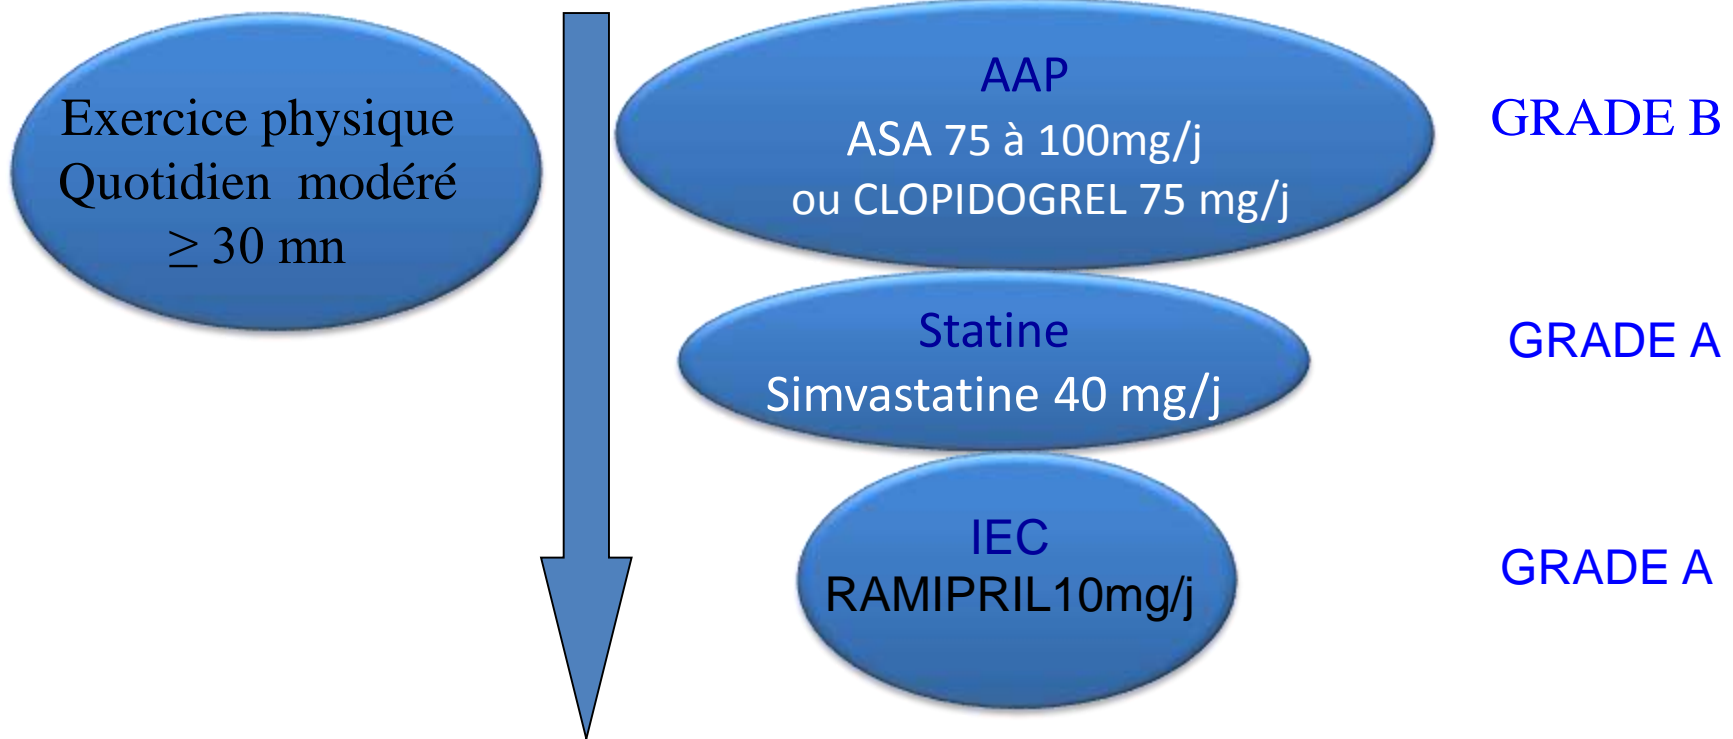 Exercice physique
Quotidien modéré
≥ 30 mn
AAP
ASA 75 à 100mg/j
ou CLOPIDOGREL 75 mg/j
GRADE B
Statine
Simvastatine 40 mg/j
GRADE A
IEC
RAMIPRIL10mg/j
GRADE A